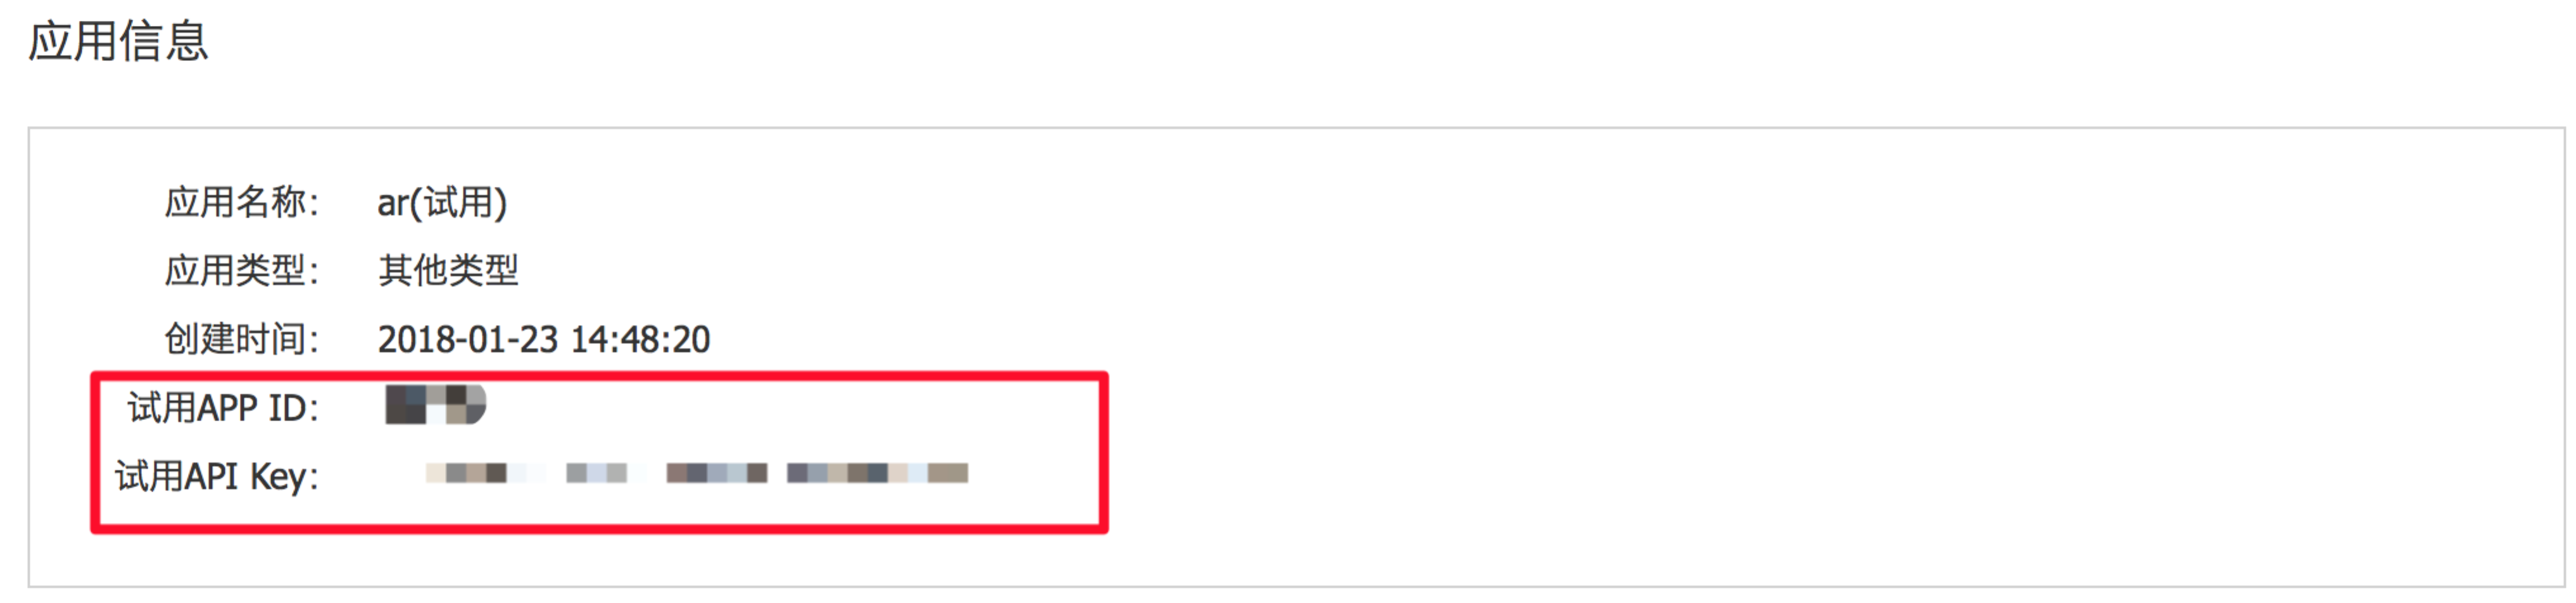 应用信息
应用名称： ar(试用)
应用类型： 其他类型
创建时间： 2018-01-23 14:48:20
试用APP ID：
试用API Key：